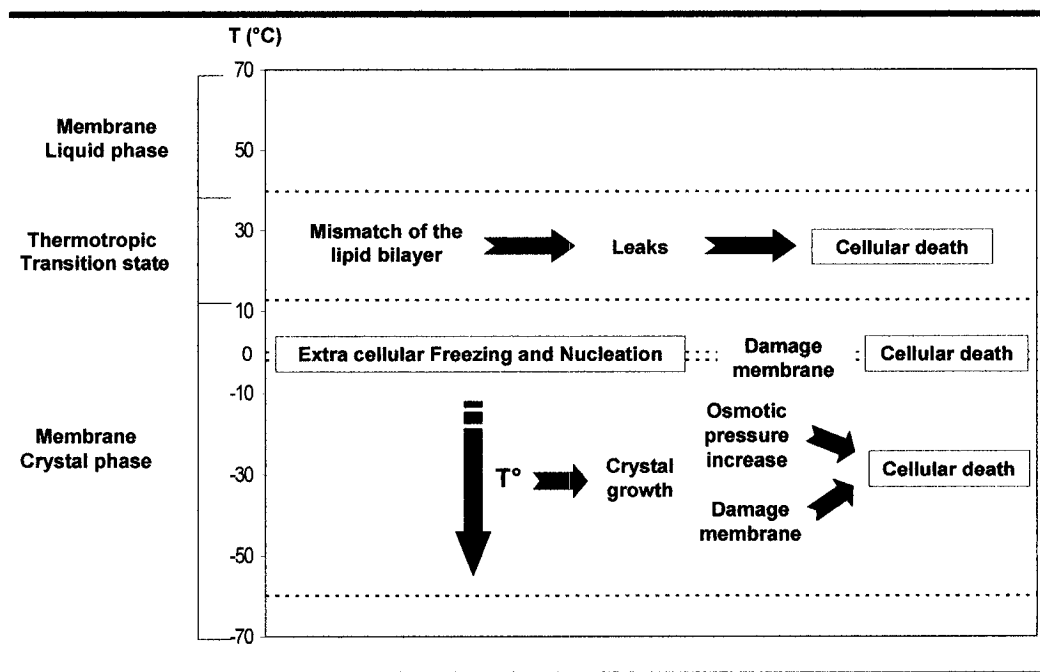 T (°C)
70
Membrane
Liquid phase
50
Thermotropic
Transition state
30
Mismatch of the
lipid bilayer
Leaks
Cellular death
10
0
Extra cellular Freezing and Nucleation
Damage
membrane
Cellular death
-10
Membrane
Crystal phase
-30
T°
Crystal
growth
Osmotic
pressure
increase
Damage
membrane
Cellular death
-50
-70